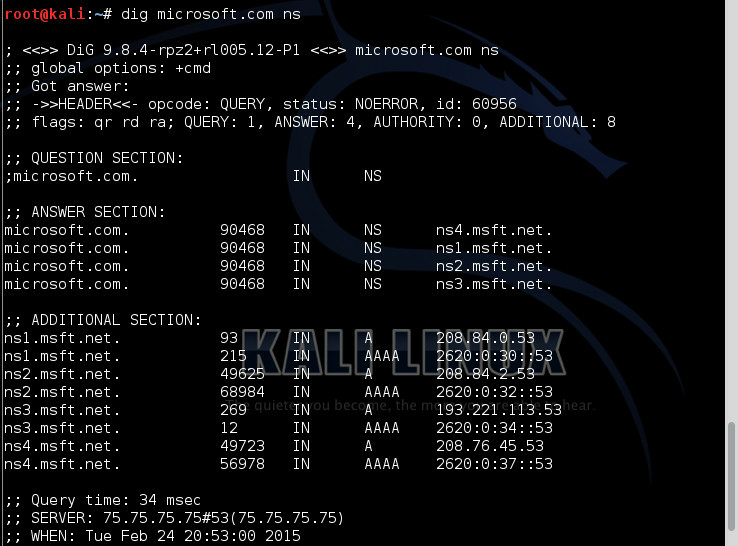 root@kali:~# dig microsoft.com ns

; <<>> DiG 9.8.4-rpz2+rl005.12-P1 <<>> microsoft.com ns
;; global options: +cmd
;; Got answer:
;; ->>HEADER<<- opcode: QUERY, status: NOERROR, id: 60956
;; flags: qr rd ra; QUERY: 1, ANSWER: 4, AUTHORITY: 0, ADDITIONAL: 8

;; QUESTION SECTION:
;microsoft.com. IN NS

;; ANSWER SECTION:
microsoft.com. 90468 IN NS ns4.msft.net.
microsoft.com. 90468 IN NS ns1.msft.net.
microsoft.com. 90468 IN NS ns2.msft.net.
microsoft.com. 90468 IN NS ns3.msft.net.

;; ADDITIONAL SECTION:
ns1.msft.net. 93 IN A 208.84.0.53
ns1.msft.net. 215 IN AAAA 2620:0:30::53
ns2.msft.net. 49625 IN A 208.84.2.53
ns2.msft.net. 68984 IN AAAA 2620:0:32::53
ns3.msft.net. 269 IN A 193.221.113.53
ns3.msft.net. 12 IN AAAA 2620:0:34::53
ns4.msft.net. 49723 IN A 208.76.45.53
ns4.msft.net. 56978 IN AAAA 2620:0:37::53

;; Query time: 34 msec
;; SERVER: 75.75.75.75#53(75.75.75.75)
;; WHEN: Tue Feb 24 20:53:00 2015
KALI LINUX
quieter you become, the more you are able to hear.